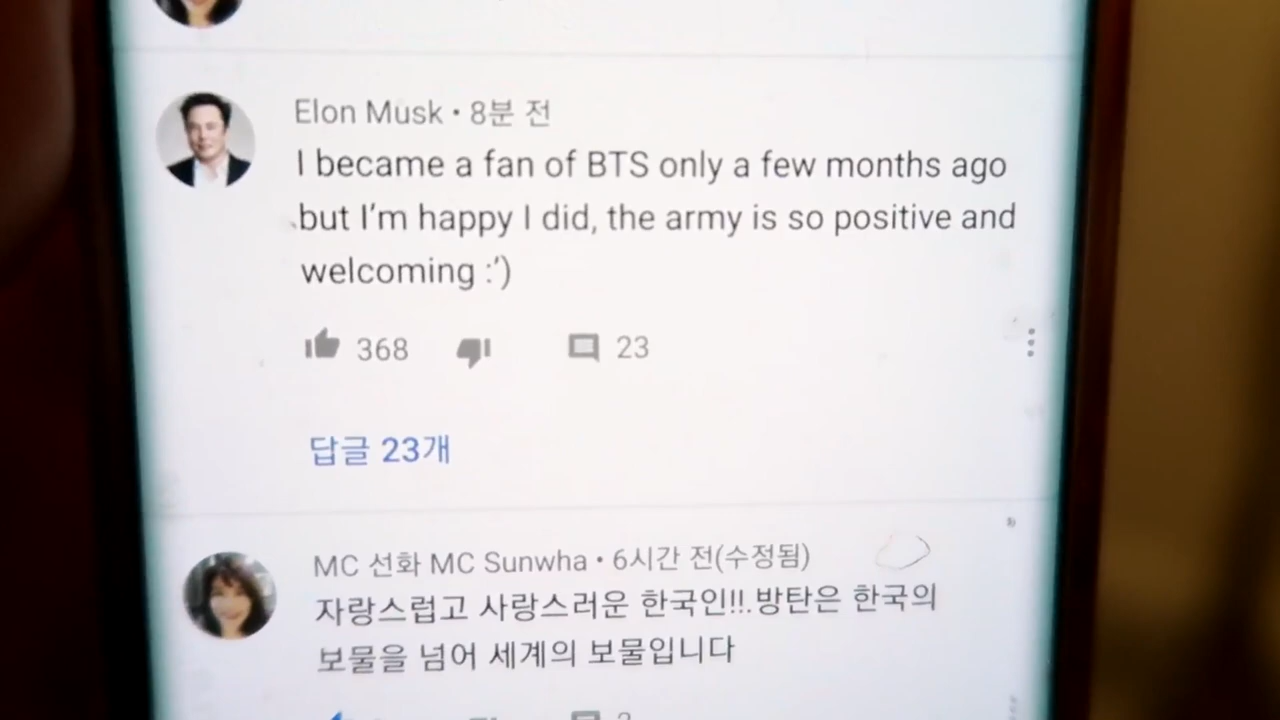 Elon Musk • 8분 전
I became a fan of BTS only a few months ago
but I'm happy I did, the army is so positive and
welcoming :')
368 23
답글 23개
MC 선화 MC Sunwha • 6시간 전(수정됨)
자랑스럽고 사랑스러운 한국인!!.방탄은 한국의
보물을 넘어 세계의 보물입니다